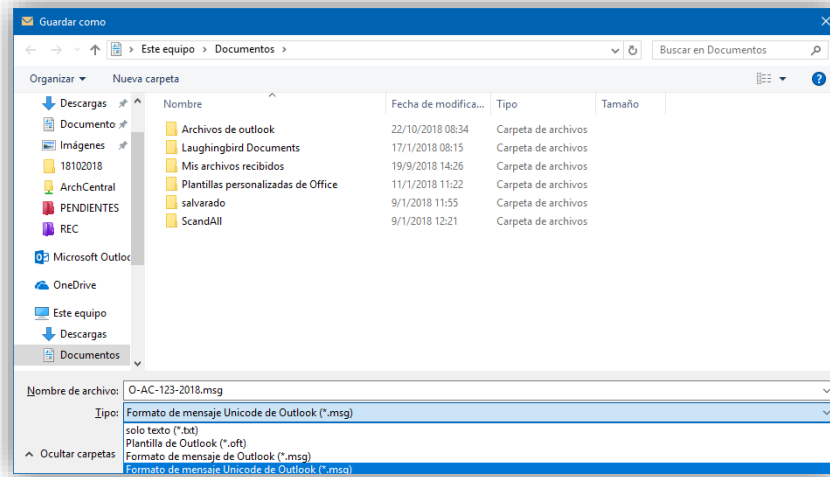 Guardar como
Este equipo > Documentos >
Buscar en Documentos
Organizar
Nueva carpeta
Descargas
Documento
Imágenes
18102018
ArchCentral
PENDIENTES
REC
Microsoft Outloo
OneDrive
Este equipo
Descargas
Documentos
Nombre Fecha de modifica... Tipo Tamaño
Archivos de outlook 22/10/2018 08:34 Carpeta de archivos
Laughingbird Documents 17/1/2018 08:15 Carpeta de archivos
Mis archivos recibidos 19/9/2018 14:26 Carpeta de archivos
Plantillas personalizadas de Office 11/1/2018 11:22 Carpeta de archivos
salvarado 9/1/2018 11:55 Carpeta de archivos
ScandAll 9/1/2018 12:21 Carpeta de archivos
Nombre de archivo: O-AC-123-2018.msg
Tipo: Formato de mensaje Unicode de Outlook (*.msg)
solo texto (*.txt)
Plantilla de Outlook (*.oft)
Formato de mensaje de Outlook (*.msg)
Formato de mensaje Unicode de Outlook (*.msg)
Ocultar carpetas